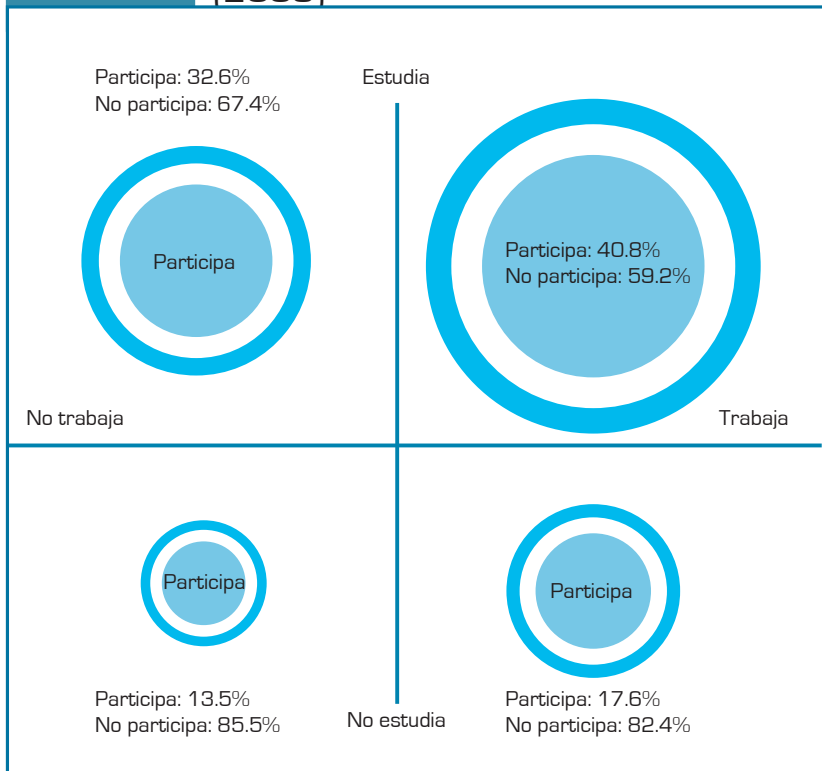 Participa: 32.6%
No participa: 67.4%
Estudia
Participa
Participa: 40.8%
No participa: 59.2%
No trabaja
Trabaja
Participa
Participa
Participa: 13.5%
No participa: 85.5%
No estudia
Participa: 17.6%
No participa: 82.4%